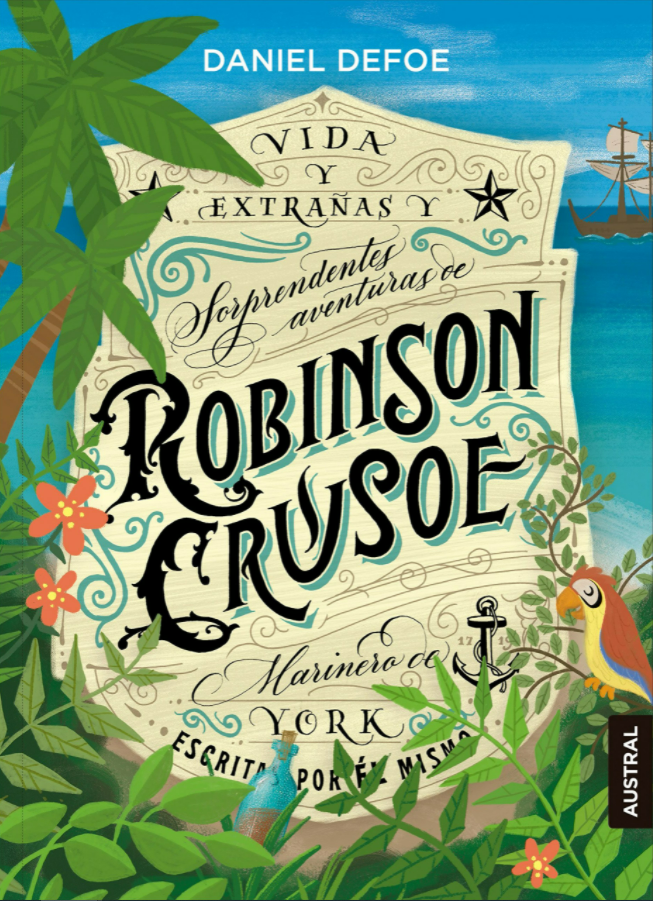 DANIEL DEFOE
VIDA
Y
EXTRAÑAS Y
Sorprendentes
aventuras de
ROBINSON
CRUSOE
Marinero de
YORK
ESCRITA POR ÉL MISMO
AUSTRAL